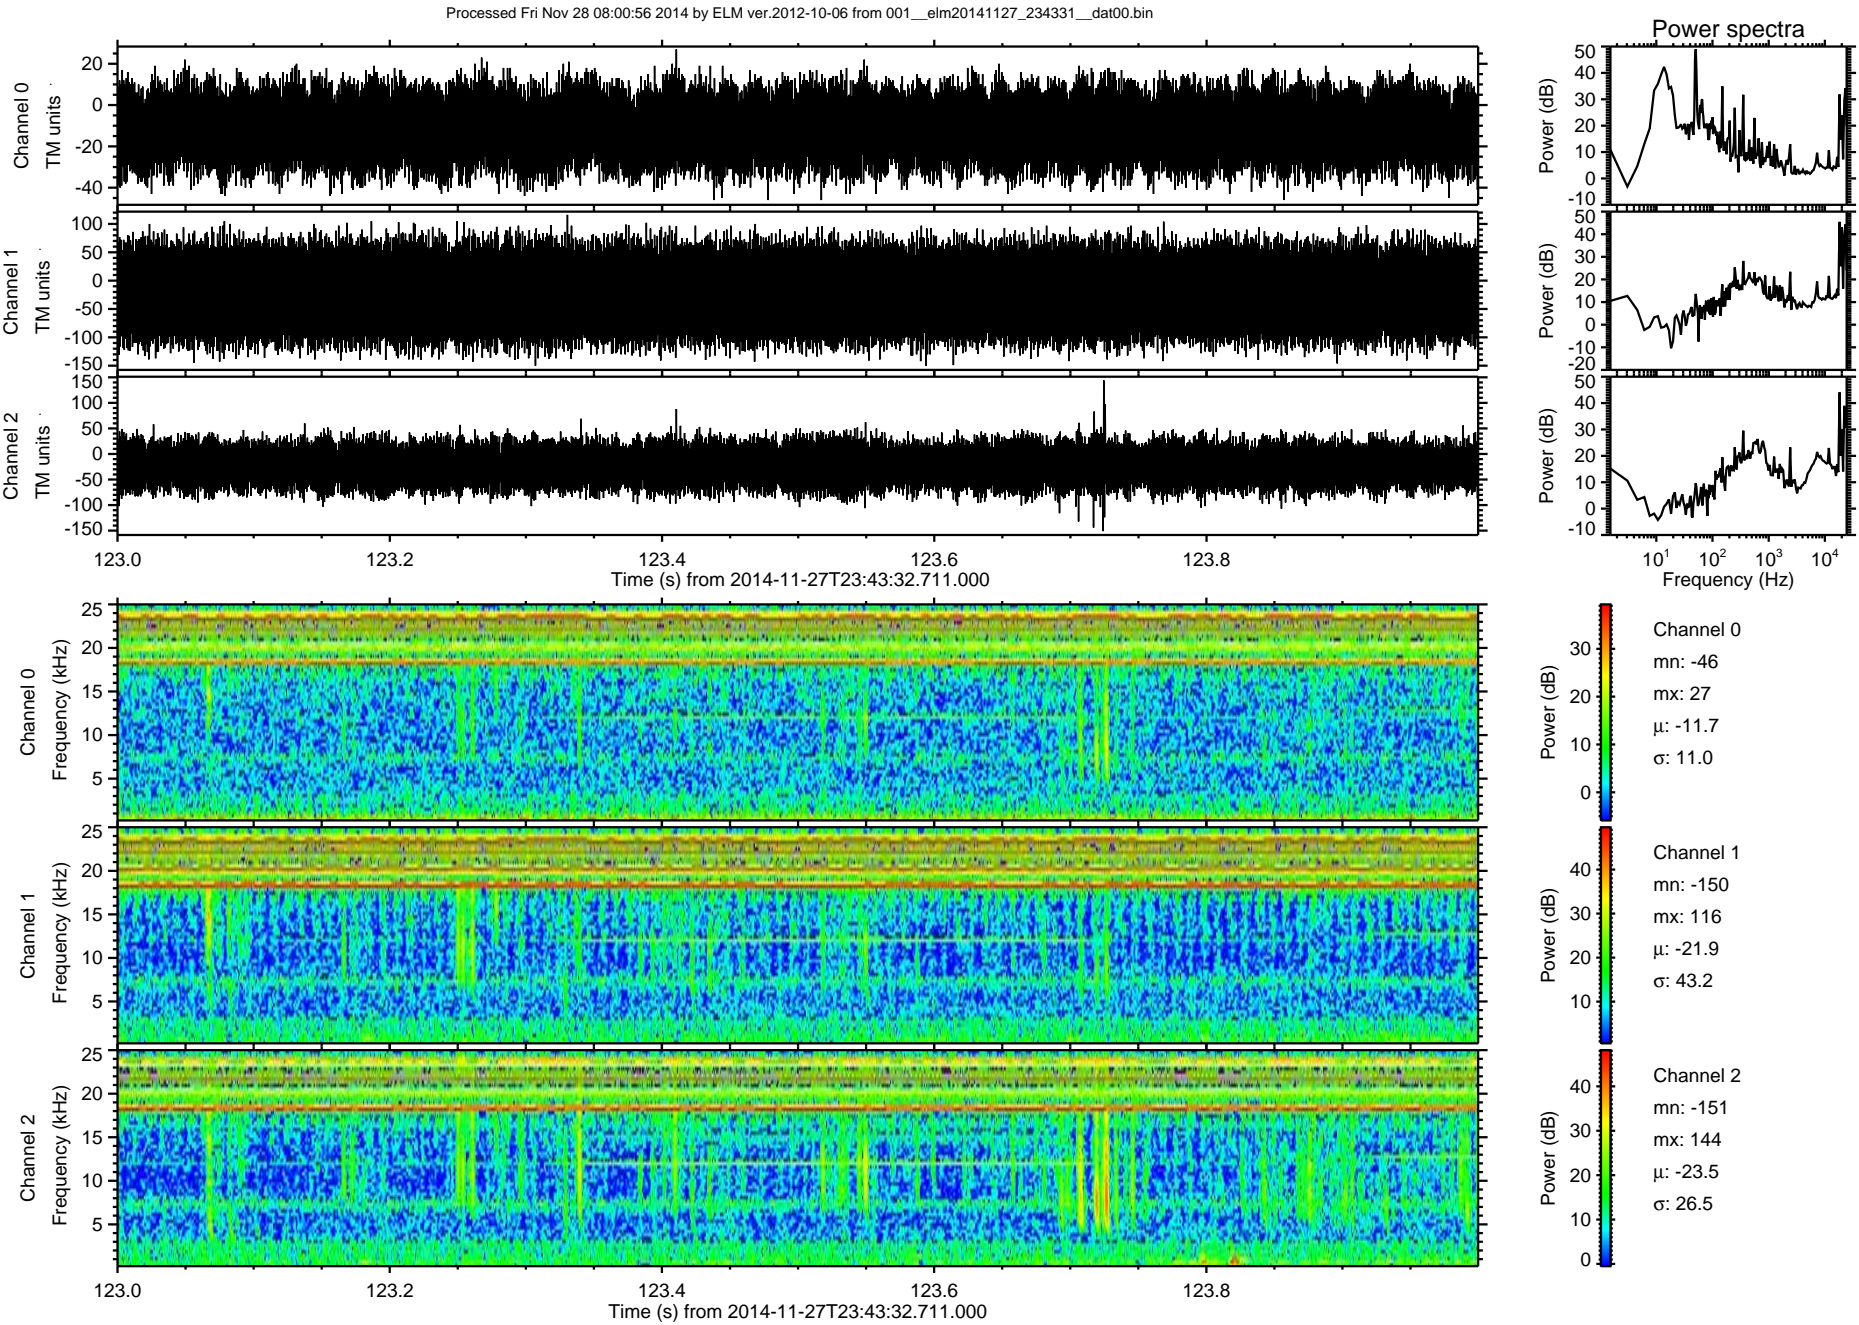 Processed Fri Nov 28 08:00:56 2014 by ELM ver.2012-10-06 from 001__elm20141127_234331__dat00.bin
Power spectra
Channel 0
TM units
20
0
-20
-40
Power (dB)
50
40
30
20
10
0
-10
Channel 1
TM units
100
50
0
-50
-100
-150
Power (dB)
50
40
30
20
10
0
-10
-20
Channel 2
TM units
150
100
50
0
-50
-100
-150
Power (dB)
50
40
30
20
10
0
-10
123.0 123.2 123.4 123.6 123.8
Time (s) from 2014-11-27T23:43:32.711.000
10¹ 10² 10³ 10⁴
Frequency (Hz)
Channel 0
Frequency (kHz)
25
20
15
10
5
Power (dB)
30
20
10
0
Channel 0
mn: -46
mx: 27
µ: -11.7
σ: 11.0
Channel 1
Frequency (kHz)
25
20
15
10
5
Power (dB)
40
30
20
10
Channel 1
mn: -150
mx: 116
µ: -21.9
σ: 43.2
Channel 2
Frequency (kHz)
25
20
15
10
5
Power (dB)
40
30
20
10
0
Channel 2
mn: -151
mx: 144
µ: -23.5
σ: 26.5
123.0 123.2 123.4 123.6 123.8
Time (s) from 2014-11-27T23:43:32.711.000